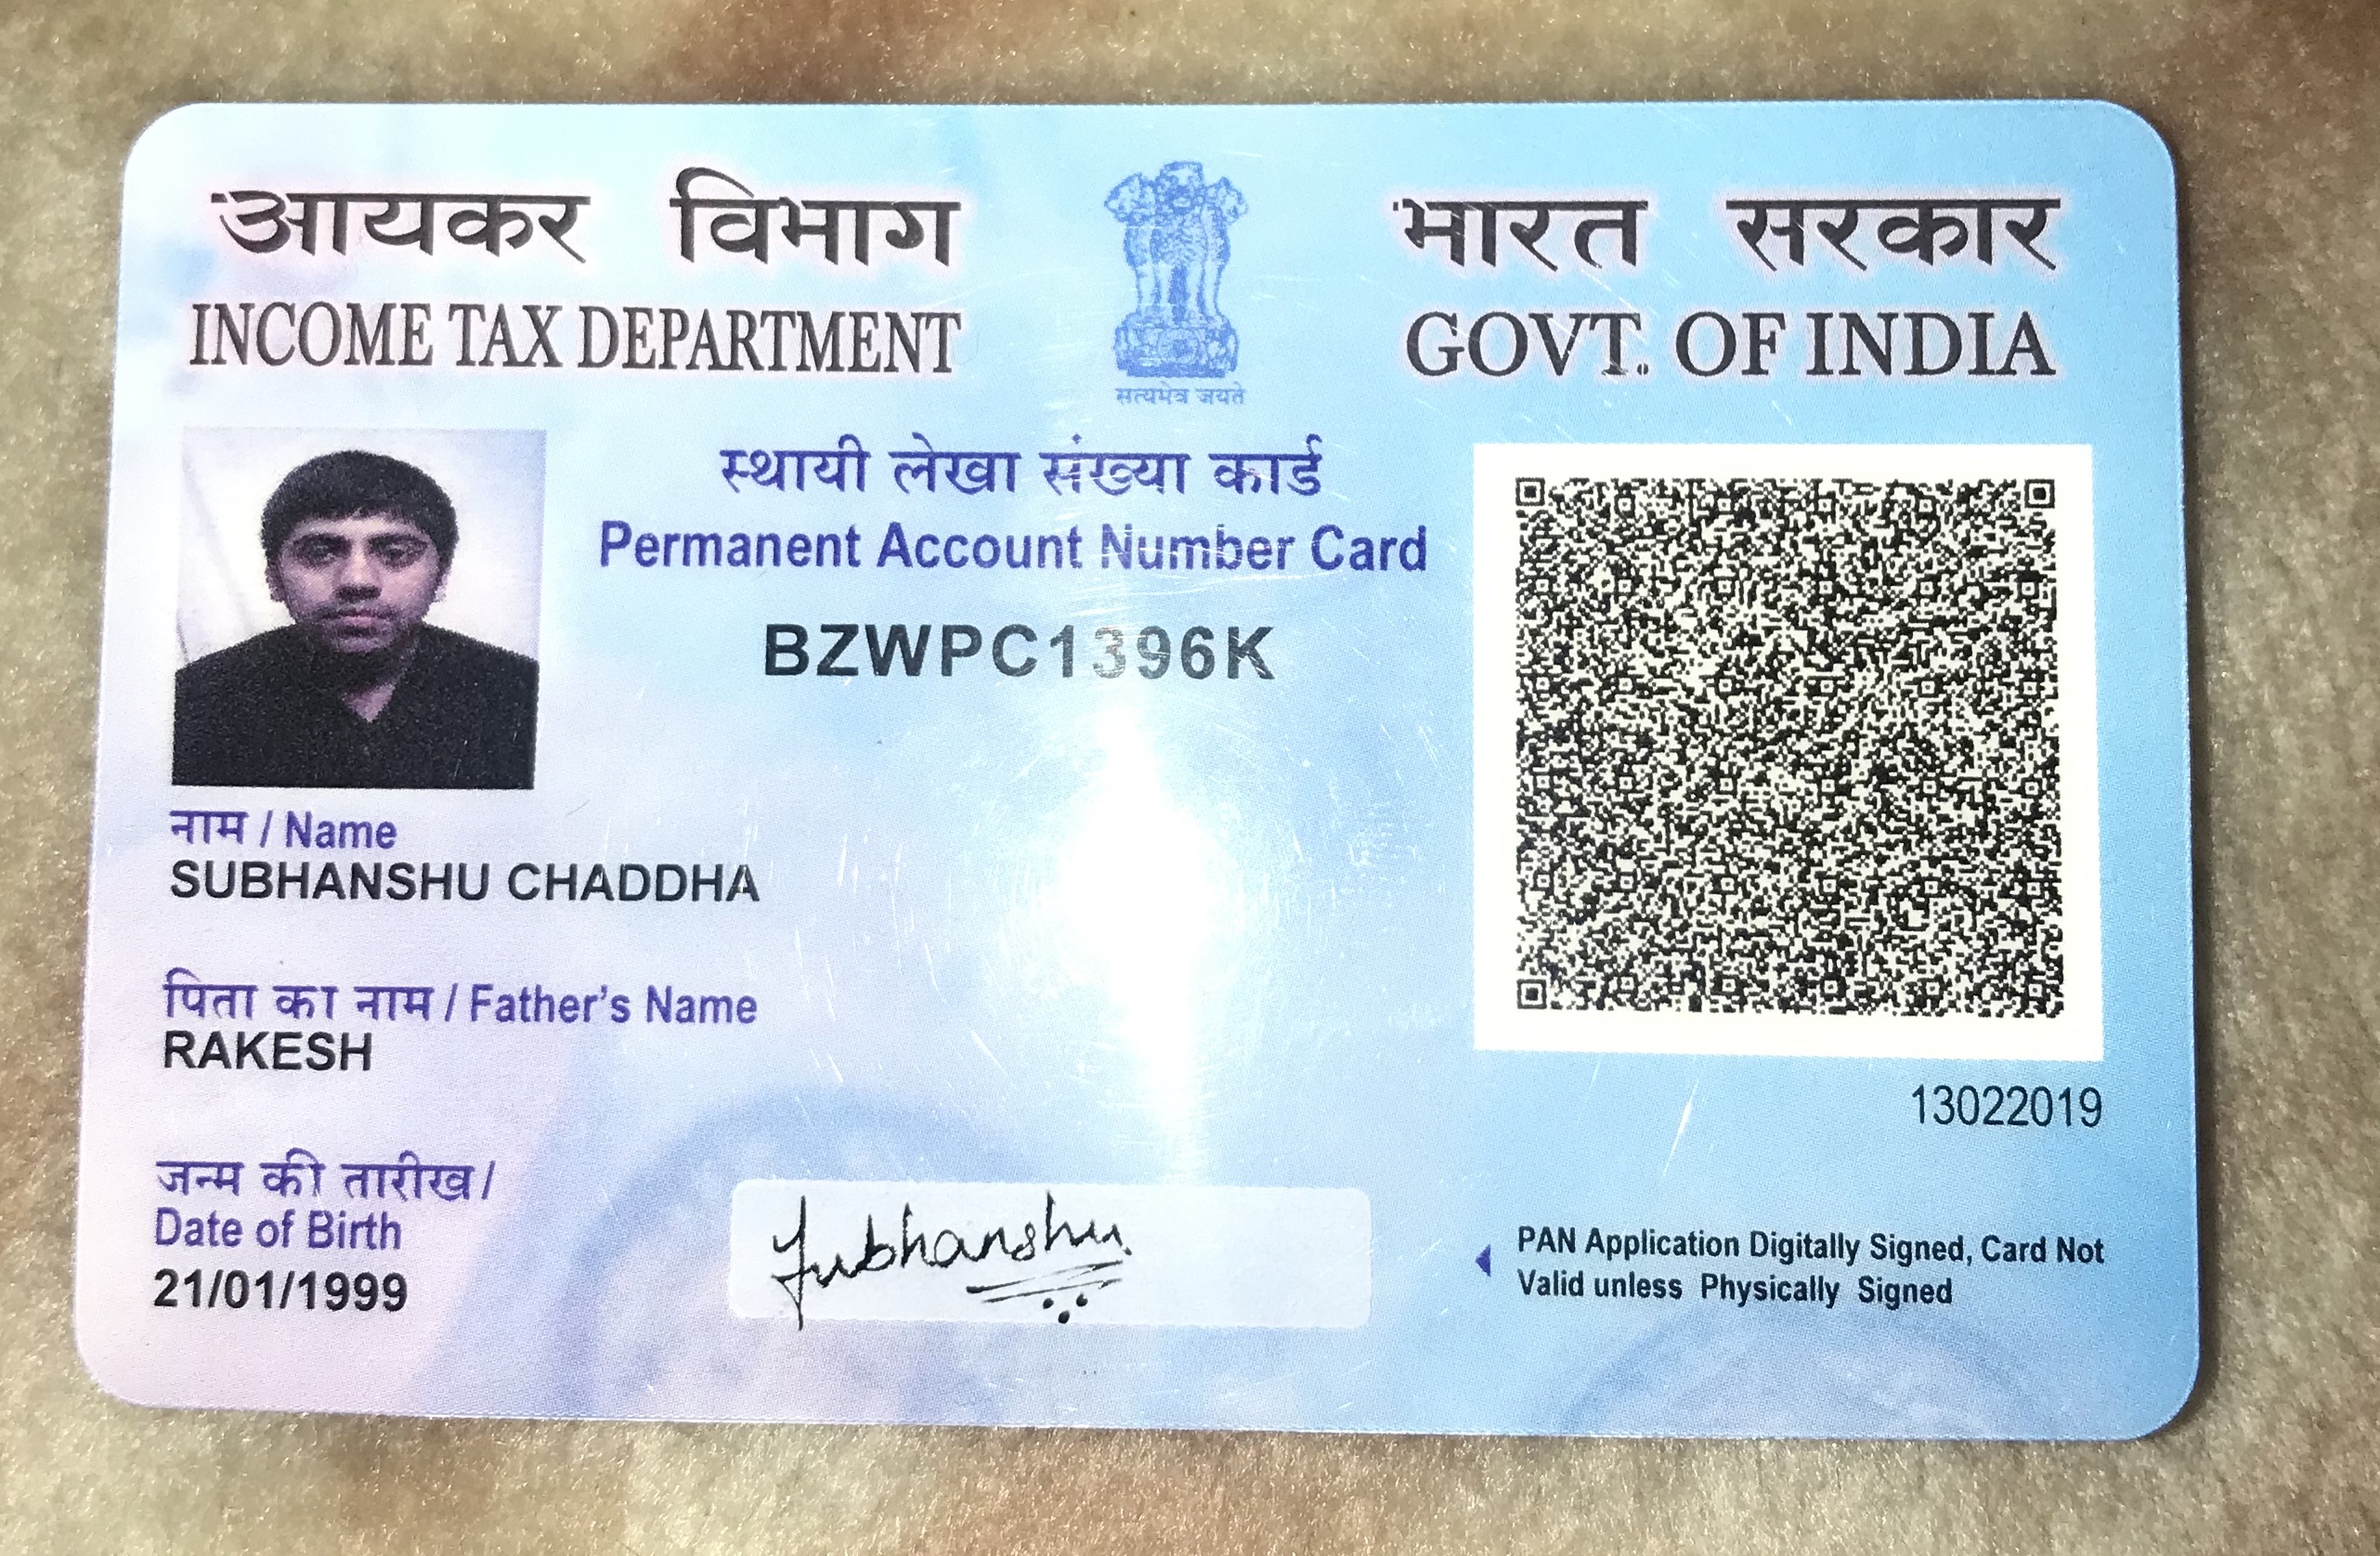 आयकर विभाग
INCOME TAX DEPARTMENT
सत्यमेव जयते
भारत सरकार
GOVT. OF INDIA
स्थायी लेखा संख्या कार्ड
Permanent Account Number Card
BZWPC1396K
नाम / Name
SUBHANSHU CHADDHA
पिता का नाम / Father's Name
RAKESH
जन्म की तारीख/
Date of Birth
21/01/1999
Subhanshu
13022019
PAN Application Digitally Signed, Card Not
Valid unless Physically Signed